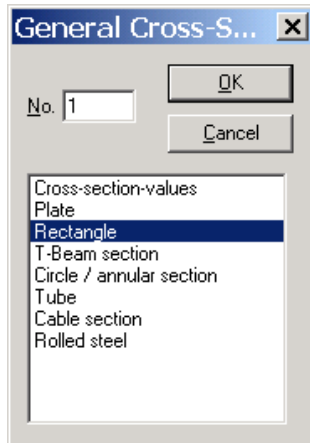 General Cross-S...
OK
No. 1
Cancel
Cross-section-values
Plate
Rectangle
T-Beam section
Circle / annular section
Tube
Cable section
Rolled steel